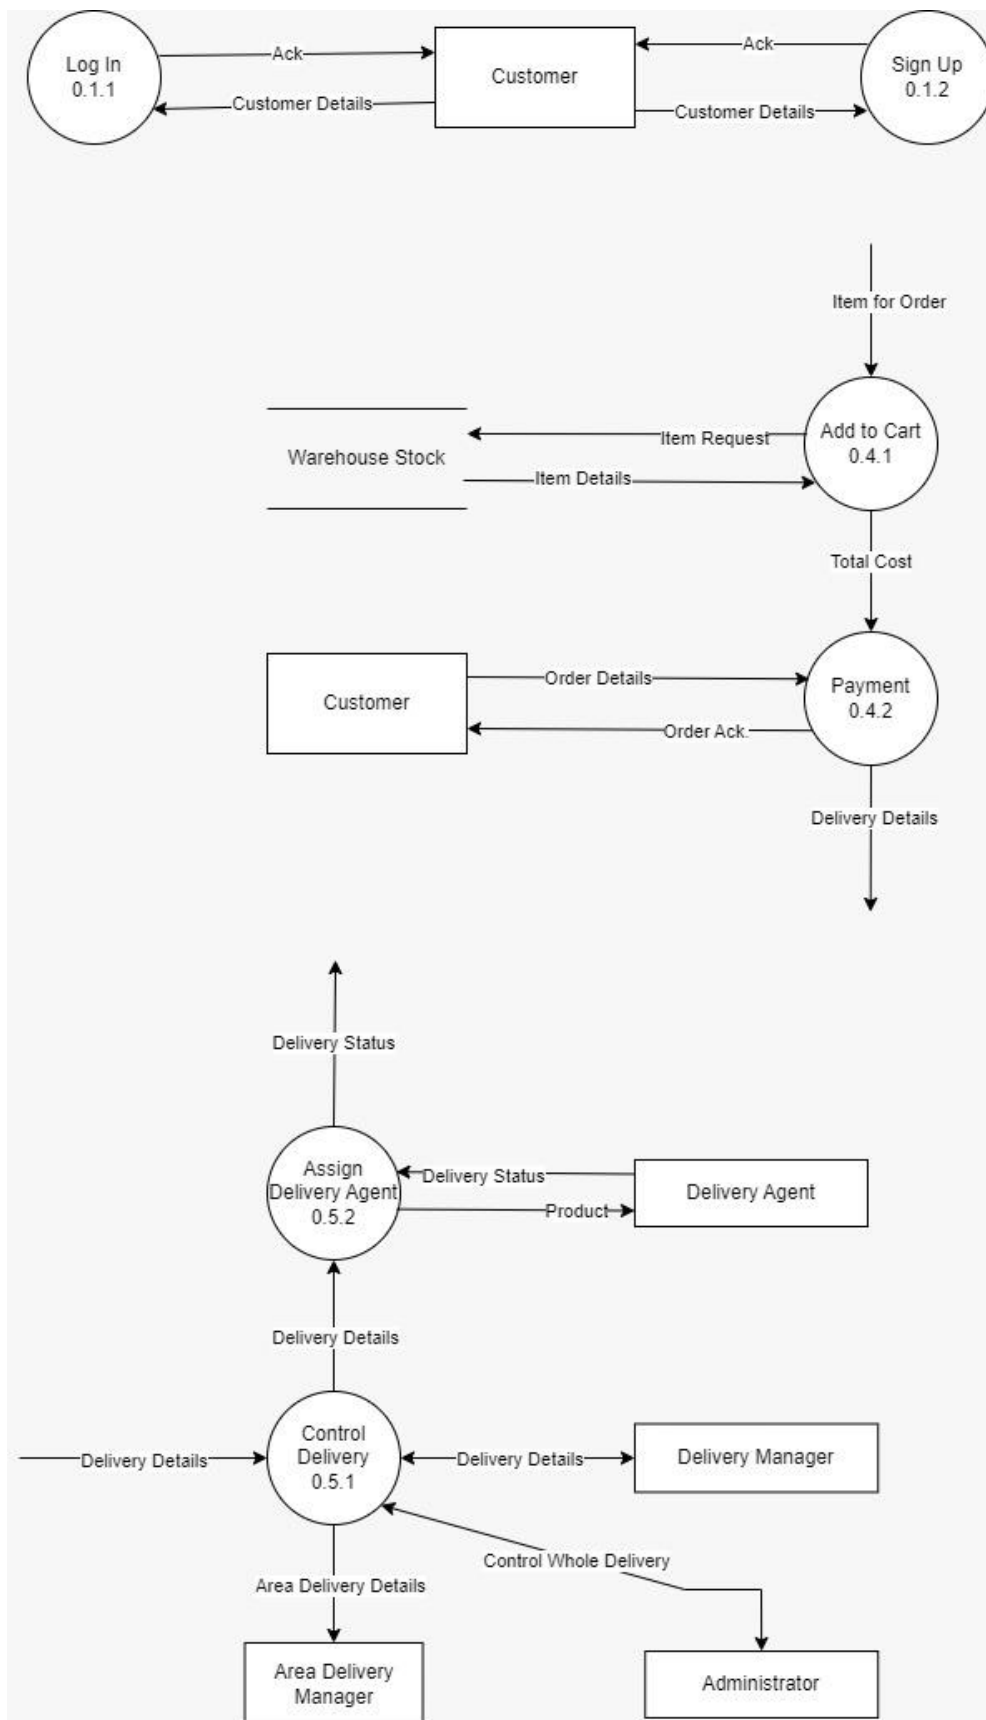 Log In
0.1.1
Ack
Customer Details
Customer
Ack
Customer Details
Sign Up
0.1.2
Item for Order
Warehouse Stock
Item Request
Item Details
Add to Cart
0.4.1
Total Cost
Customer
Order Details
Order Ack.
Payment
0.4.2
Delivery Details
Delivery Status
Assign
Delivery Agent
0.5.2
Delivery Status
Product
Delivery Agent
Delivery Details
Delivery Details
Control
Delivery
0.5.1
Delivery Details
Delivery Manager
Control Whole Delivery
Area Delivery Details
Area Delivery
Manager
Administrator